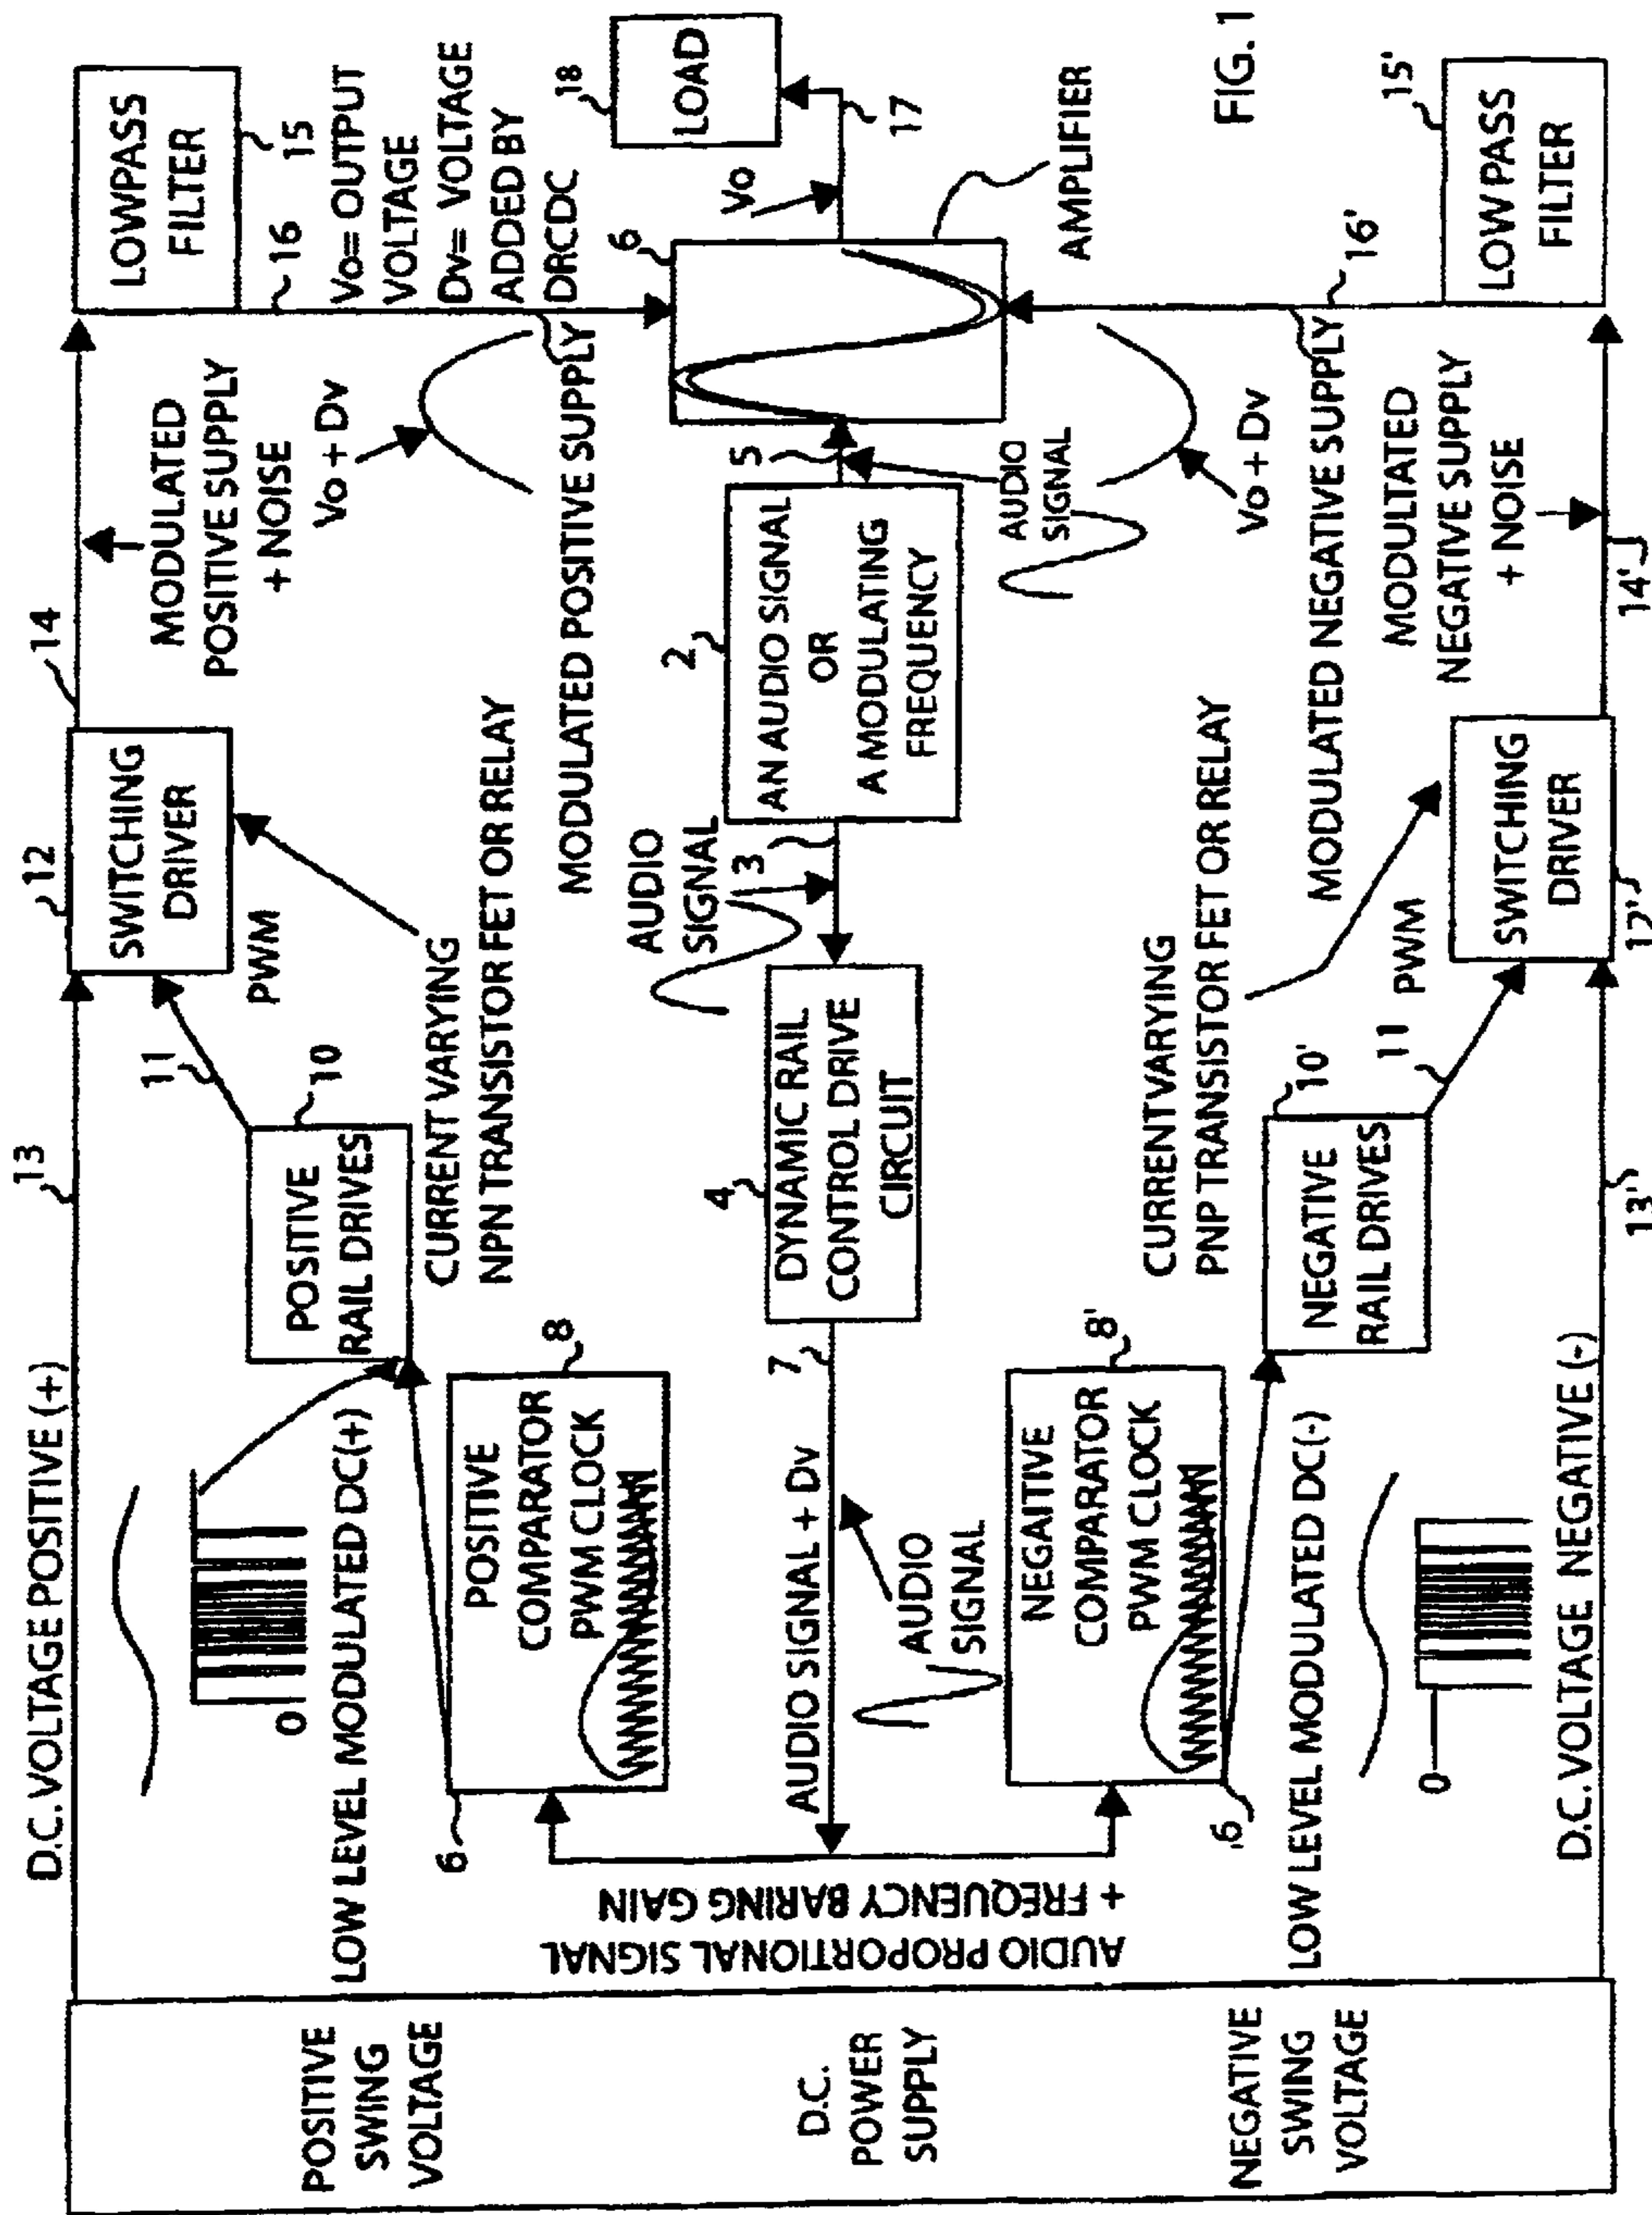 D.C. VOLTAGE POSITIVE (+)
13
12
14
SWITCHING
DRIVER
PWM
11
LOWPASS
FILTER
15
16
MODULATED
POSITIVE SUPPLY
+ NOISE
Vo + Dv
Vo= OUTPUT
VOLTAGE
Dv= VOLTAGE
ADDED BY
DRCDC
0
LOW LEVEL MODULATED DC(+)
POSITIVE
RAIL DRIVES
10
CURRENT VARYING
NPN TRANSISTOR FET OR RELAY
MODULATED POSITIVE SUPPLY
6
18
LOAD
17
Vo
AMPLIFIER
POSITIVE
SWING
VOLTAGE
D.C.
POWER
SUPPLY
NEGATIVE
SWING
VOLTAGE
AUDIO PROPORTIONAL SIGNAL
+ FREQUENCY BARING GAIN
6
POSITIVE
COMPARATOR
PWM CLOCK
8
AUDIO
SIGNAL
3
2
AN AUDIO SIGNAL
OR
A MODULATING
FREQUENCY
5
AUDIO
SIGNAL
4
DYNAMIC RAIL
CONTROL DRIVE
CIRCUIT
7
AUDIO SIGNAL + Dv
AUDIO
SIGNAL
NEGAITIVE
COMPARATOR
PWM CLOCK
8'
6'
LOW LEVEL MODULATED DC(-)
0
NEGATIVE
RAIL DRIVES
10'
11
CURRENTVARYING
PNP TRANSISTOR FET OR RELAY
PWM
MODULATED NEGATIVE SUPPLY
Vo + Dv
MODULTATED
NEGATIVE SUPPLY
+ NOISE
16'
15'
LOW PASS
FILTER
SWITCHING
DRIVER
12'
14'
D.C. VOLTAGE NEGATIVE (-)
13'
FIG. 1